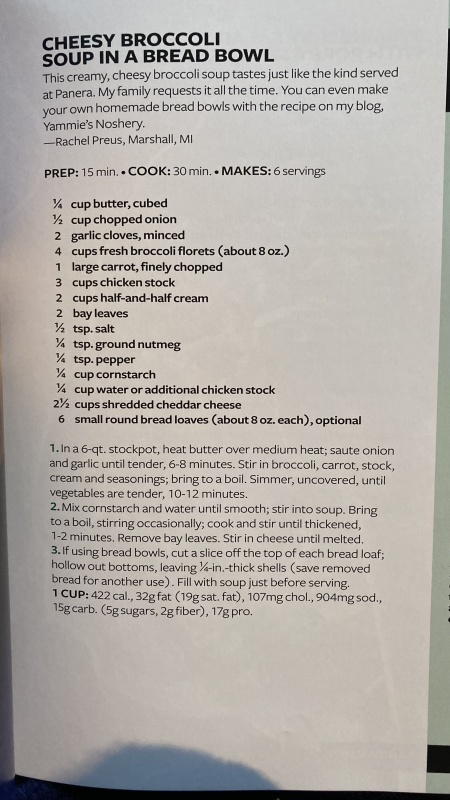 CHEESY BROCCOLI
SOUP IN A BREAD BOWL
This creamy, cheesy broccoli soup tastes just like the kind served
at Panera. My family requests it all the time. You can even make
your own homemade bread bowls with the recipe on my blog,
Yammie's Noshery.
—Rachel Preus, Marshall, MI
PREP: 15 min. • COOK: 30 min. • MAKES: 6 servings
¼ cup butter, cubed
½ cup chopped onion
2 garlic cloves, minced
4 cups fresh broccoli florets (about 8 oz.)
1 large carrot, finely chopped
3 cups chicken stock
2 cups half-and-half cream
2 bay leaves
½ tsp. salt
¼ tsp. ground nutmeg
¼ tsp. pepper
¼ cup cornstarch
¼ cup water or additional chicken stock
2½ cups shredded cheddar cheese
6 small round bread loaves (about 8 oz. each), optional
1. In a 6-qt. stockpot, heat butter over medium heat; saute onion
and garlic until tender, 6-8 minutes. Stir in broccoli, carrot, stock,
cream and seasonings; bring to a boil. Simmer, uncovered, until
vegetables are tender, 10-12 minutes.
2. Mix cornstarch and water until smooth; stir into soup. Bring
to a boil, stirring occasionally; cook and stir until thickened,
1-2 minutes. Remove bay leaves. Stir in cheese until melted.
3. If using bread bowls, cut a slice off the top of each bread loaf;
hollow out bottoms, leaving ¼-in.-thick shells (save removed
bread for another use). Fill with soup just before serving.
1 CUP: 422 cal., 32g fat (19g sat. fat), 107mg chol., 904mg sod.,
15g carb. (5g sugars, 2g fiber), 17g pro.